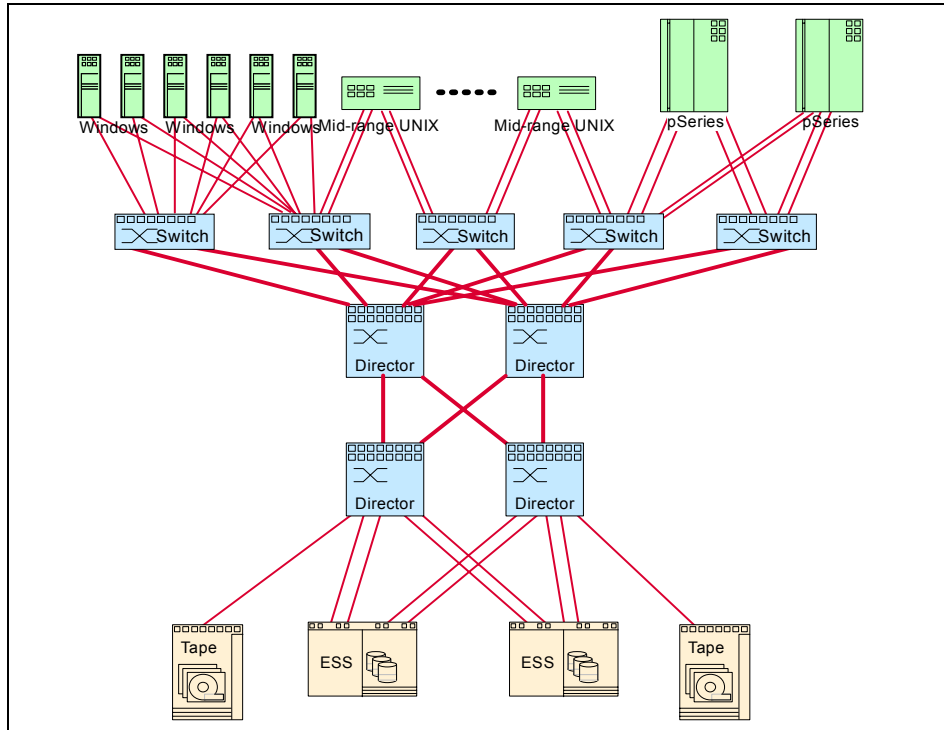 Windows Windows Windows Mid-range UNIX Mid-range UNIX pSeries pSeries
Switch Switch Switch Switch Switch
Director Director
Director Director
Tape ESS ESS Tape